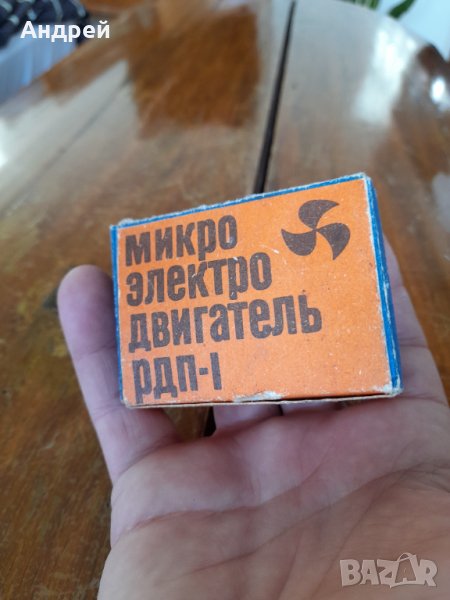 Андрей
микро
электро
двигатель
рдп-1
BAZAR